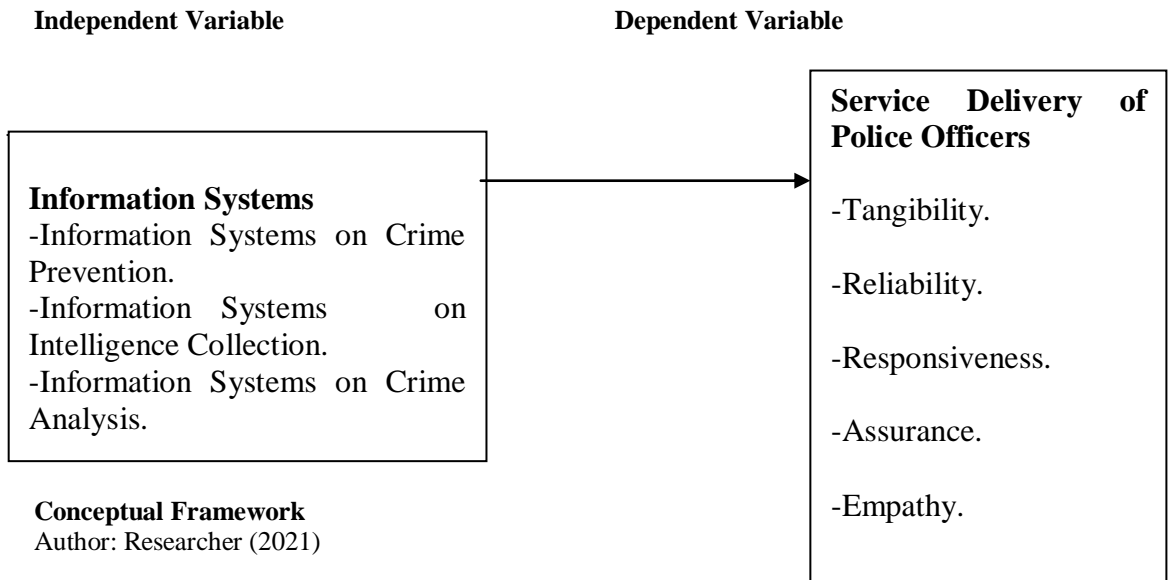 Independent Variable
Dependent Variable
Information Systems
-Information Systems on Crime
Prevention.
-Information Systems on
Intelligence Collection.
-Information Systems on Crime
Analysis.
Service Delivery of
Police Officers
-Tangibility.
-Reliability.
-Responsiveness.
-Assurance.
-Empathy.
Conceptual Framework
Author: Researcher (2021)